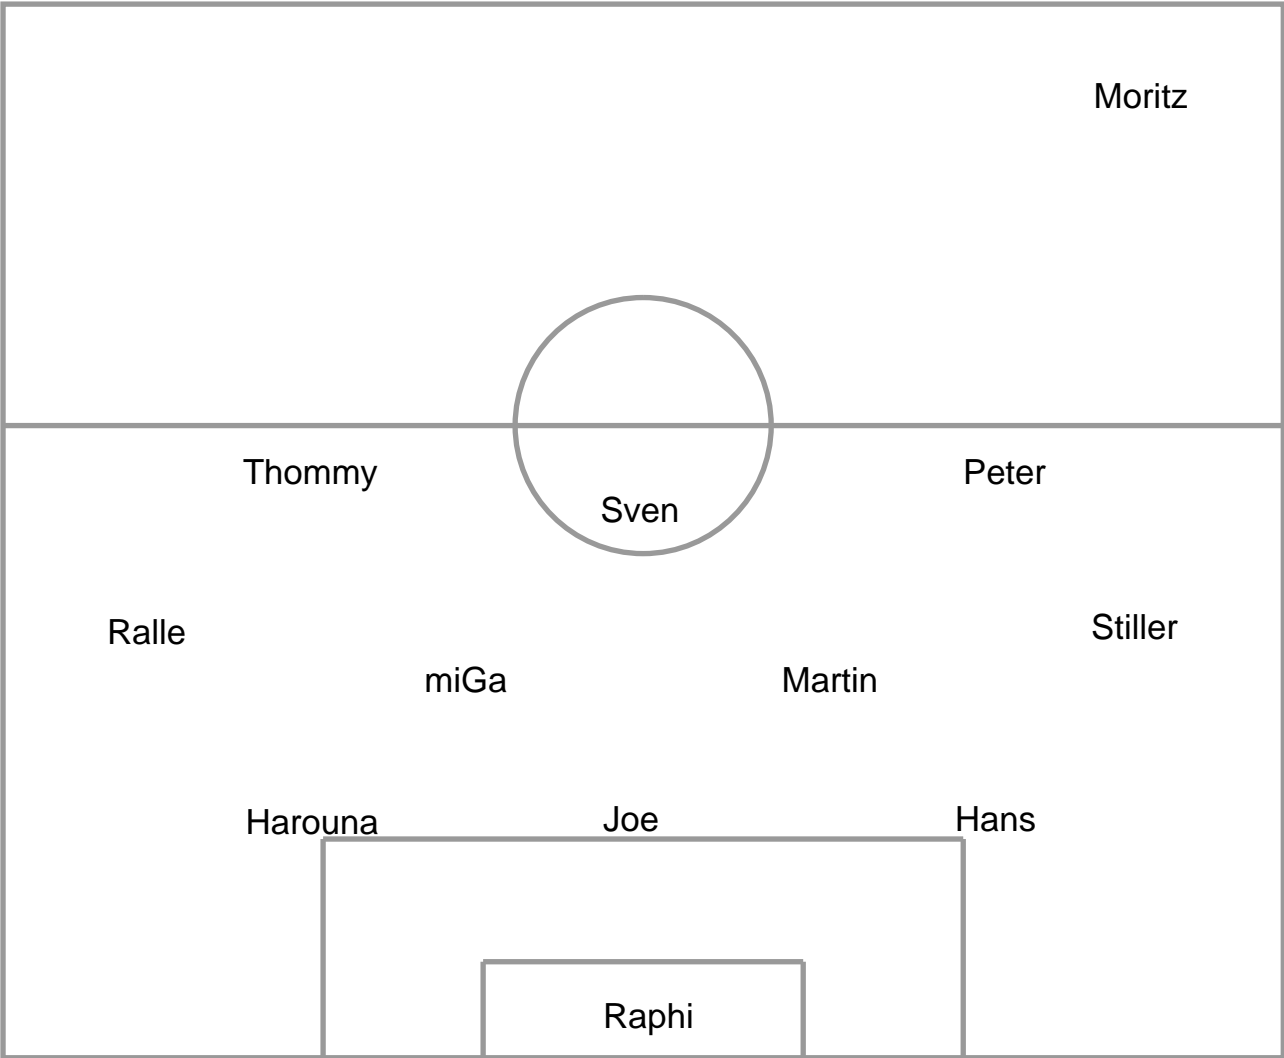 Moritz
Thommy
Peter
Sven
Ralle
Stiller
miGa
Martin
Harouna
Joe
Hans
Raphi